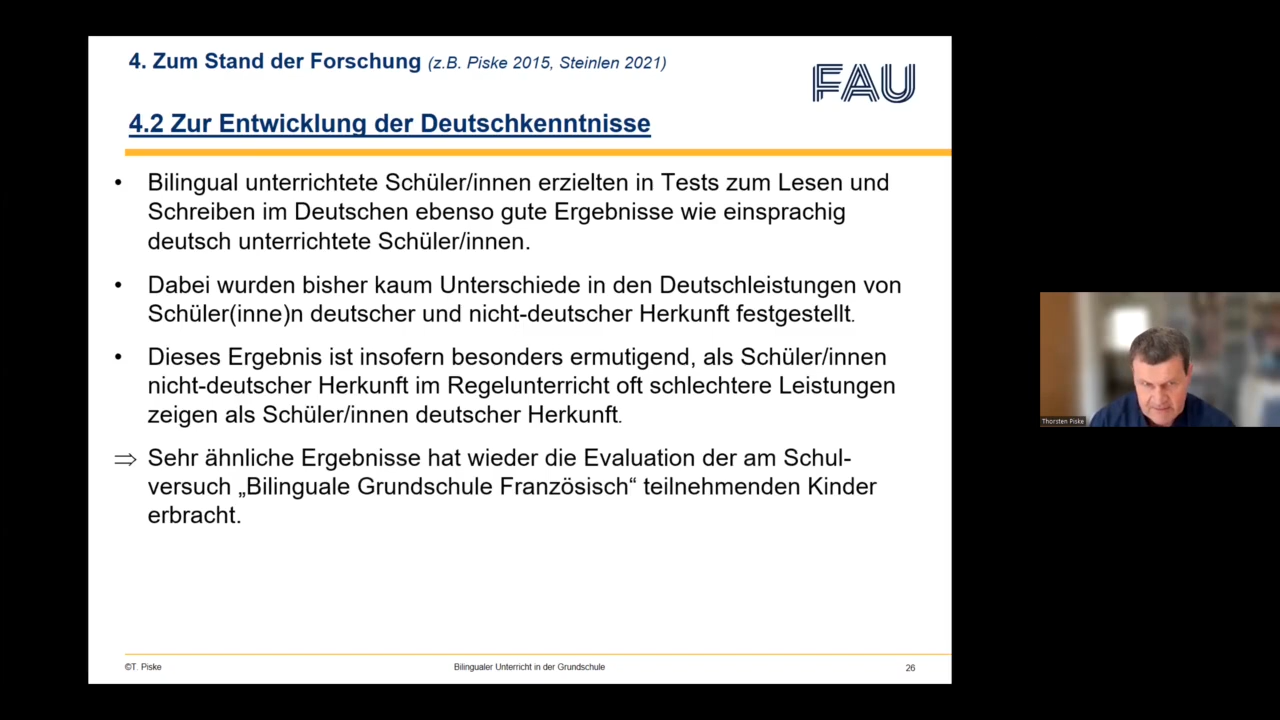 4. Zum Stand der Forschung (z.B. Piske 2015, Steinlen 2021)
FAU
4.2 Zur Entwicklung der Deutschkenntnisse
• Bilingual unterrichtete Schüler/innen erzielten in Tests zum Lesen und
Schreiben im Deutschen ebenso gute Ergebnisse wie einsprachig
deutsch unterrichtete Schüler/innen.
• Dabei wurden bisher kaum Unterschiede in den Deutschleistungen von
Schüler(inne)n deutscher und nicht-deutscher Herkunft festgestellt.
• Dieses Ergebnis ist insofern besonders ermutigend, als Schüler/innen
nicht-deutscher Herkunft im Regelunterricht oft schlechtere Leistungen
zeigen als Schüler/innen deutscher Herkunft.
⇒ Sehr ähnliche Ergebnisse hat wieder die Evaluation der am Schul-
versuch „Bilinguale Grundschule Französisch“ teilnehmenden Kinder
erbracht.
©T. Piske
Bilingualer Unterricht in der Grundschule
26
Thorsten Piske